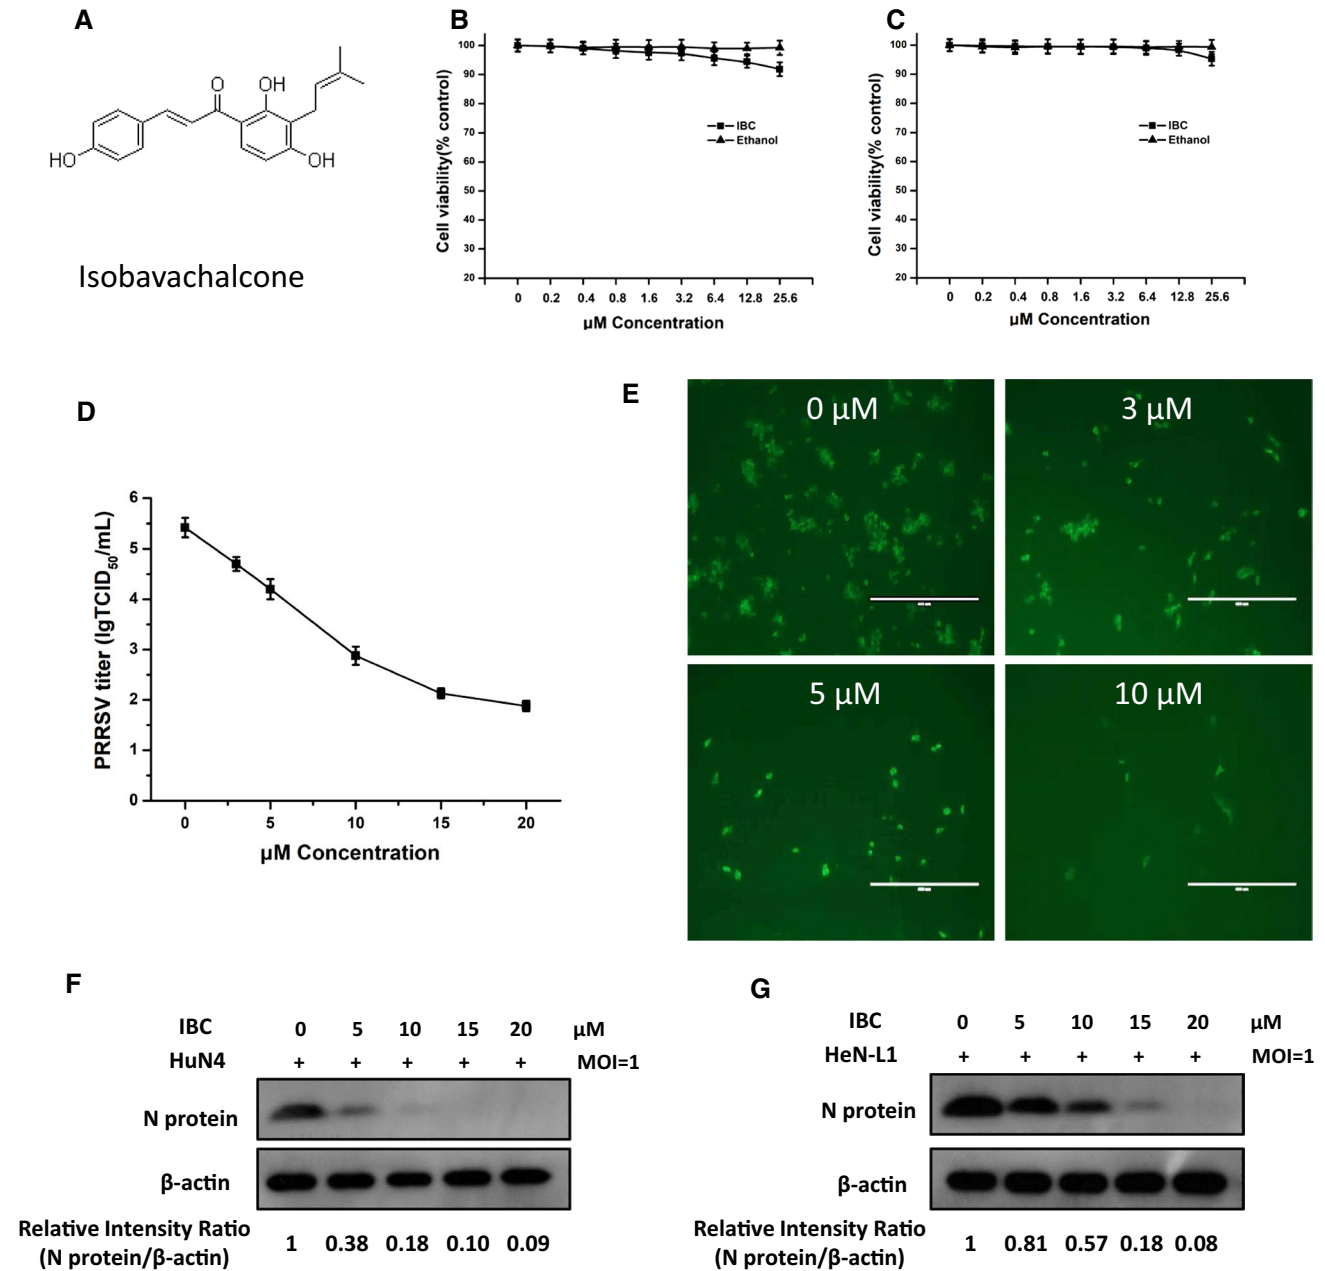 A
O
OH
HO
OH
Isobavachalcone
B
Cell viability(% control)
100
90
80
70
60
50
40
30
20
IBC
Ethanol
0 0.2 0.4 0.8 1.6 3.2 6.4 12.8 25.6
μM Concentration
C
Cell viability(% control)
100
90
80
70
60
50
40
30
20
IBC
Ethanol
0 0.2 0.4 0.8 1.6 3.2 6.4 12.8 25.6
μM Concentration
D
PRRSV titer (lgTCID50/mL)
6
5
4
3
2
1
0
0 5 10 15 20
μM Concentration
E
0 μM
3 μM
5 μM
10 μM
F
IBC 0 5 10 15 20 μM
HuN4 + + + + + MOI=1
N protein
β-actin
Relative Intensity Ratio
(N protein/β-actin) 1 0.38 0.18 0.10 0.09
G
IBC 0 5 10 15 20 μM
HeN-L1 + + + + + MOI=1
N protein
β-actin
Relative Intensity Ratio
(N protein/β-actin) 1 0.81 0.57 0.18 0.08